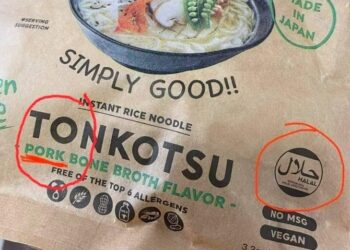 *SERVING
SUGGESTION
MADE IN
JAPAN
SIMPLY GOOD!!
INSTANT RICE NOODLE
TONKOTSU
PORK BONE BROTH FLAVOR -
FREE OF THE TOP 6 ALLERGENS
حلال
HALAL
NO MSG
VEGAN